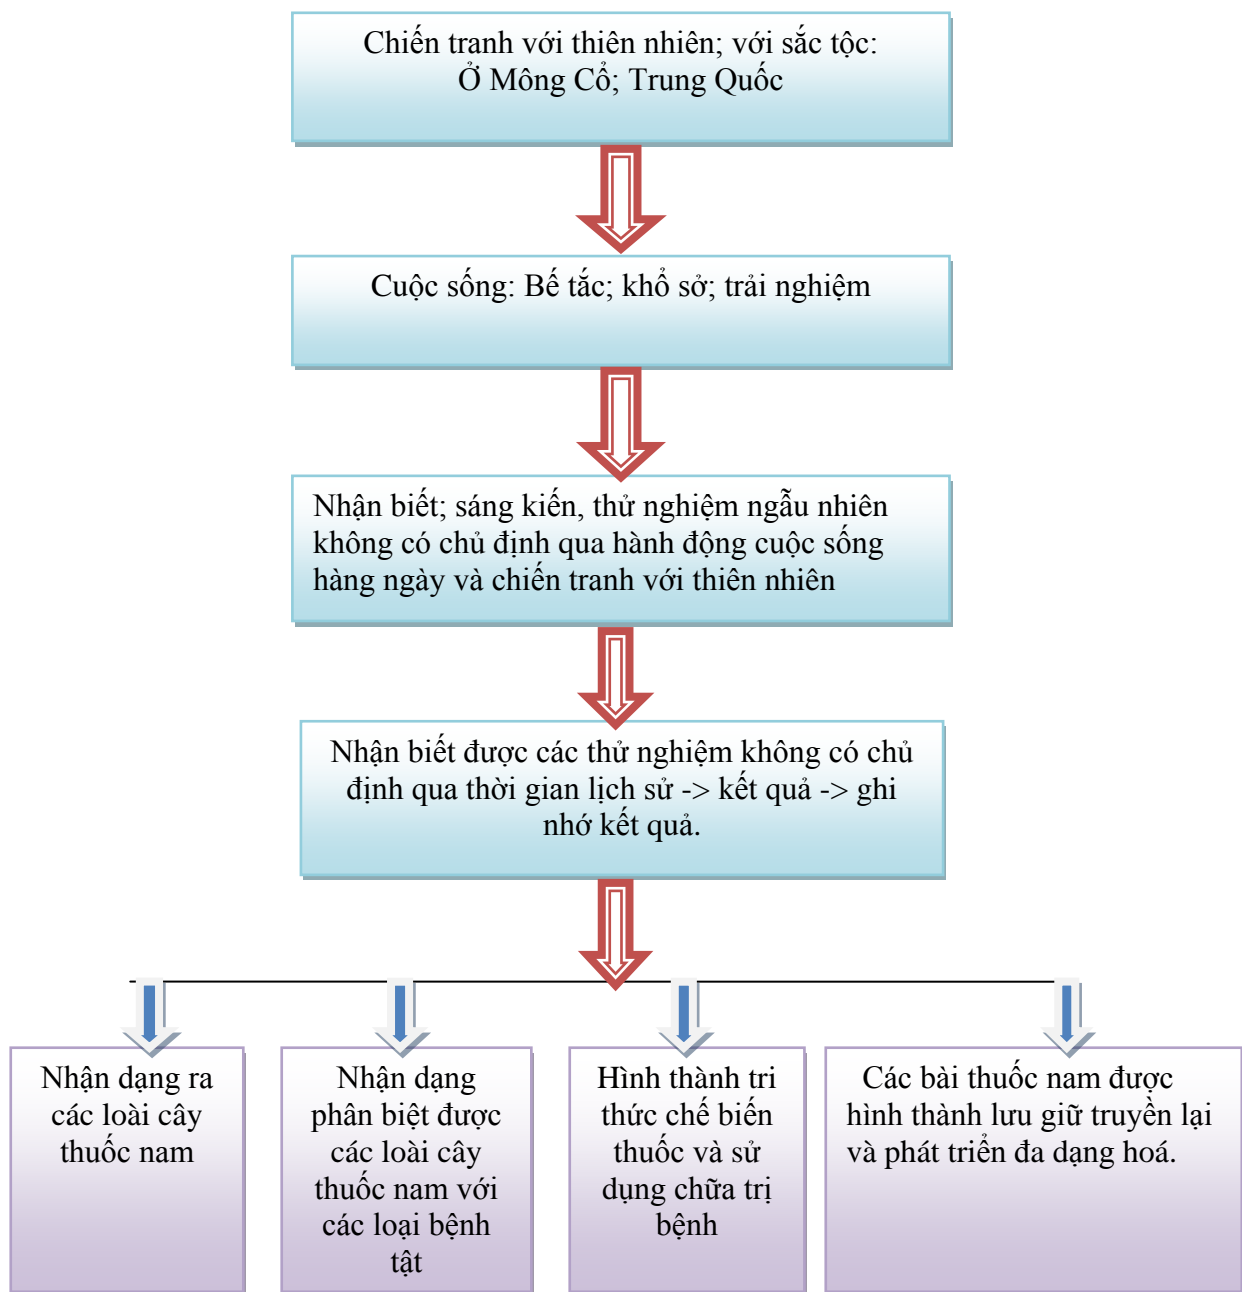 Chiến tranh với thiên nhiên; với sắc tộc:
Ở Mông Cổ; Trung Quốc
Cuộc sống: Bế tắc; khổ sở; trải nghiệm
Nhận biết; sáng kiến, thử nghiệm ngẫu nhiên
không có chủ định qua hành động cuộc sống
hàng ngày và chiến tranh với thiên nhiên
Nhận biết được các thử nghiệm không có chủ
định qua thời gian lịch sử -> kết quả -> ghi
nhớ kết quả.
Nhận dạng ra
các loài cây
thuốc nam
Nhận dạng
phân biệt được
các loài cây
thuốc nam với
các loại bệnh
tật
Hình thành tri
thức chế biến
thuốc và sử
dụng chữa trị
bệnh
Các bài thuốc nam được
hình thành lưu giữ truyền lại
và phát triển đa dạng hoá.